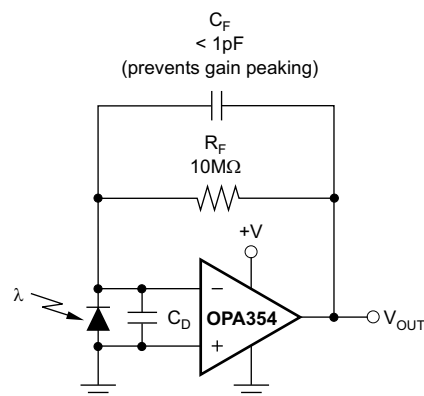 C_F
< 1pF
(prevents gain peaking)
R_F
10MΩ
+V
λ
C_D
−
OPA354
+
V_OUT